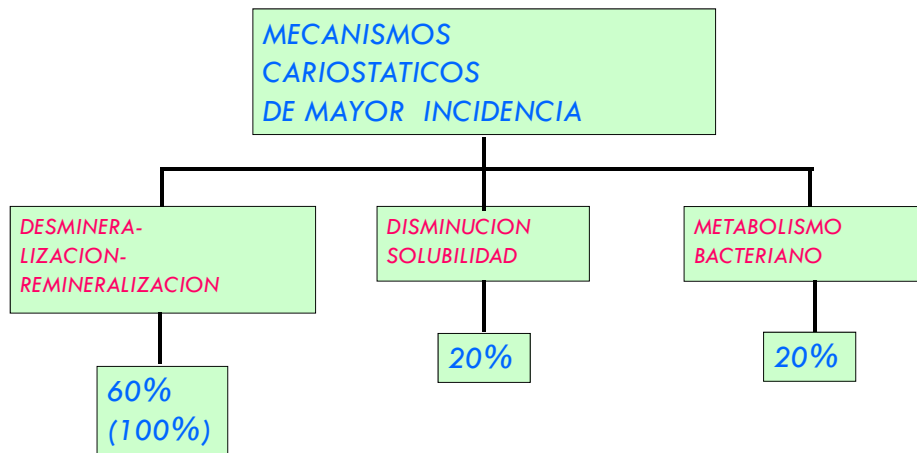 MECANISMOS
CARIOSTATICOS
DE MAYOR INCIDENCIA
DESMINERA-
LIZACION-
REMINERALIZACION
DISMINUCION
SOLUBILIDAD
METABOLISMO
BACTERIANO
60%
(100%)
20%
20%